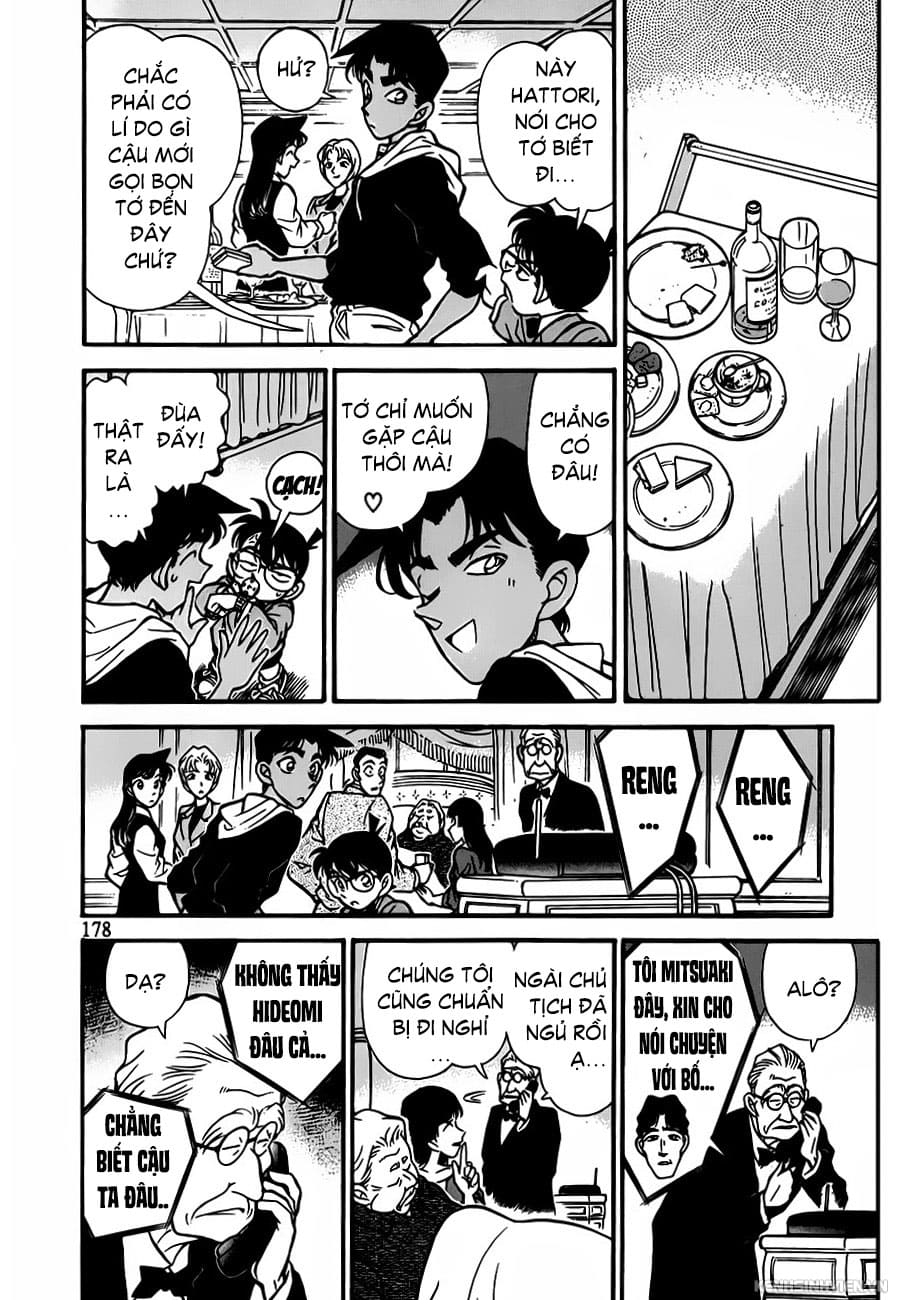 NÀY
HATTORI,
NÓI CHO
TỚ BIẾT
ĐI...
HỨ?
CHẮC
PHẢI CÓ
LÍ DO GÌ
CẬU MỚI
GỌI BỌN
TỚ ĐẾN
ĐÂY
CHỨ?
CHẲNG
CÓ
ĐÂU!
TỚ CHỈ MUỐN
GẶP CẬU
THÔI MÀ!
CẠCH!
ĐÙA
ĐẤY!
THẬT
RA
LÀ
...
RENG
...
RENG
...
178
ALÔ?
TÔI MITSUAKI
ĐÂY, XIN CHO
NÓI CHUYỆN
VỚI BỐ...
NGÀI CHỦ
TỊCH ĐÃ
NGỦ RỒI
Ạ...
CHÚNG TÔI
CŨNG CHUẨN
BỊ ĐI NGHỈ
...
KHÔNG THẤY
HIDEOMI
ĐÂU CẢ...
DẠ?
CHẲNG
BIẾT CẬU
TA ĐÂU...
KENHSINHVIEN.VN